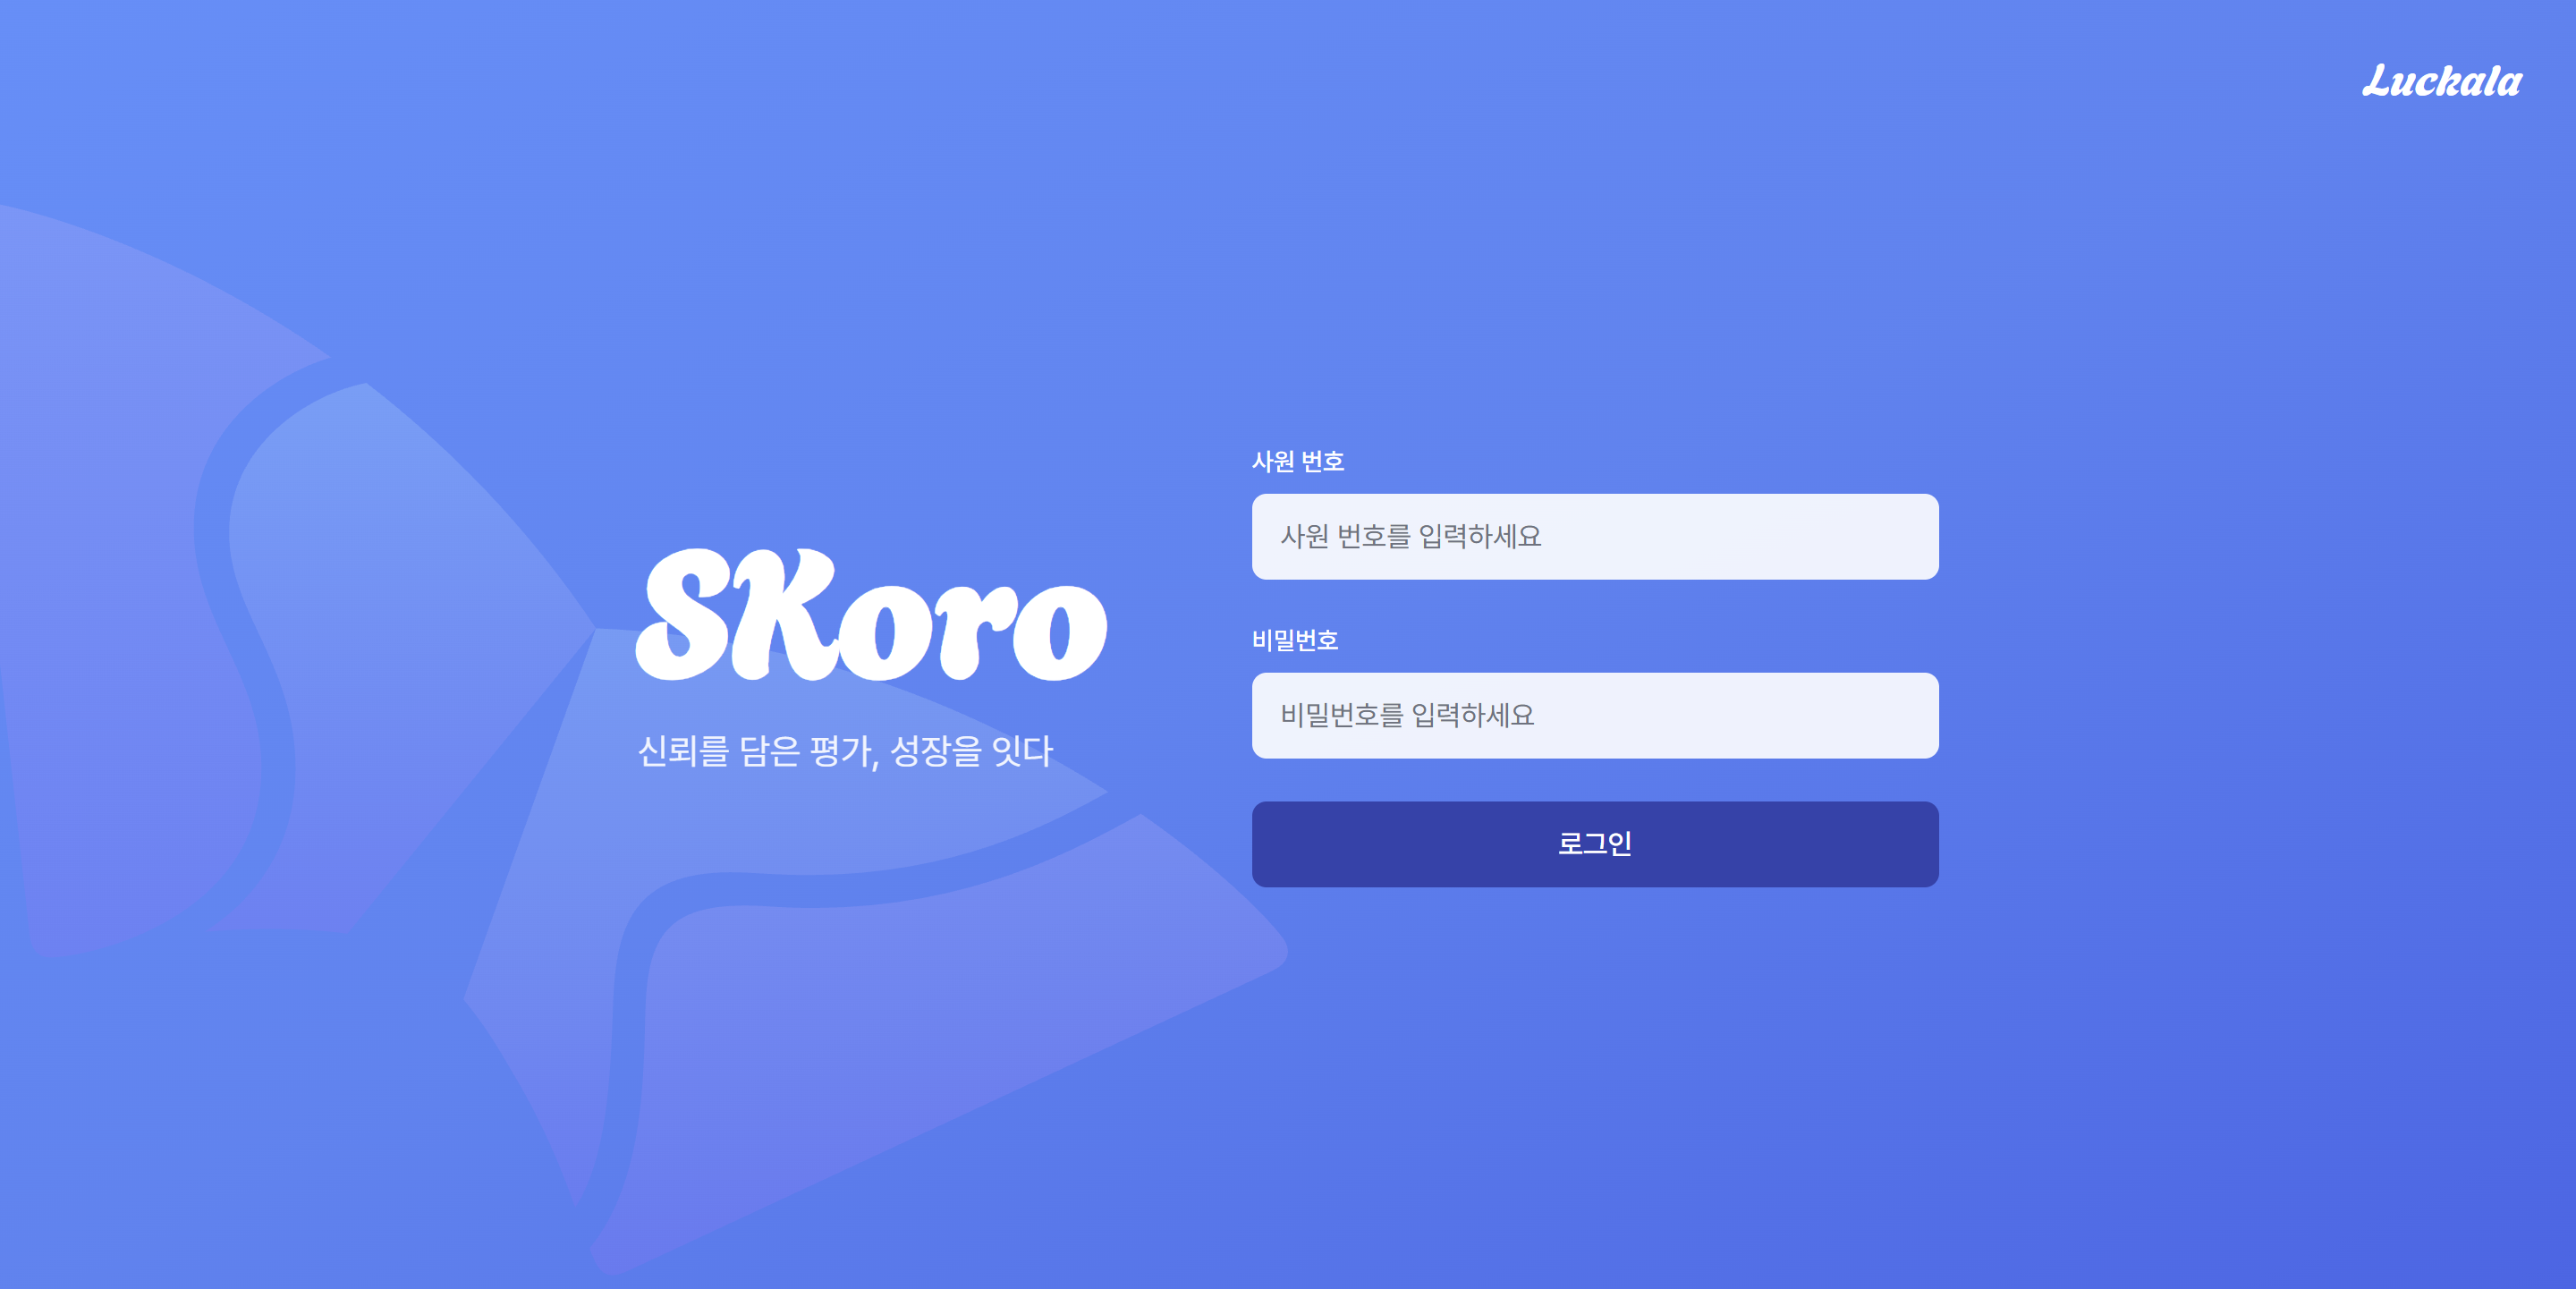 Luckala
SKoro
신뢰를 담은 평가, 성장을 잇다
사원 번호
사원 번호를 입력하세요
비밀번호
비밀번호를 입력하세요
로그인